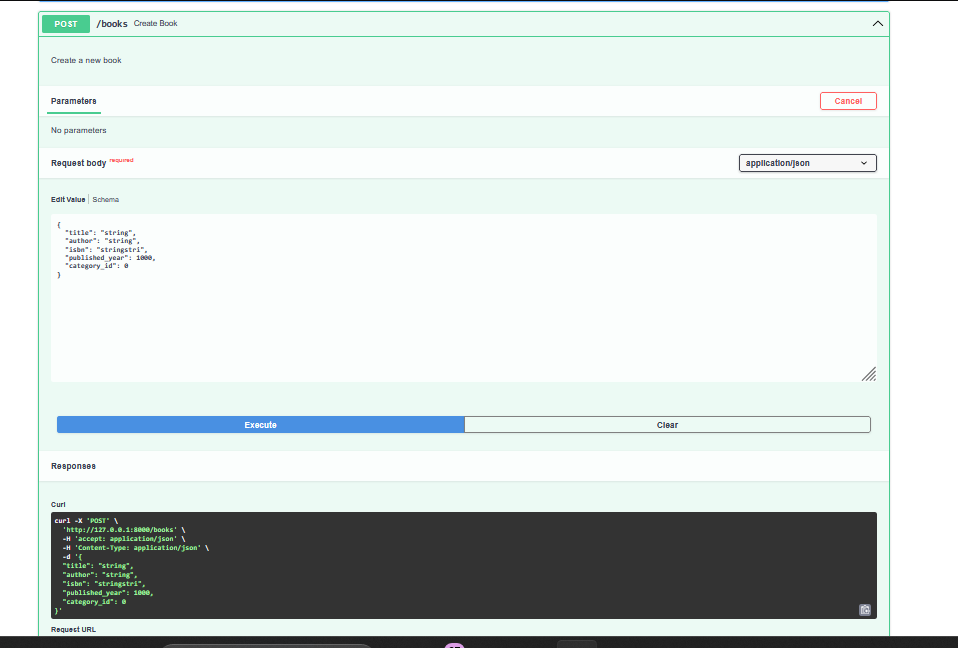 POST /books Create Book
Create a new book
Parameters
Cancel
No parameters
Request body required
application/json
Edit Value Schema
{
"title": "string",
"author": "string",
"isbn": "stringstri",
"published_year": 1000,
"category_id": 0
}
Execute
Clear
Responses
Curl
curl -X 'POST' \
'http://127.0.0.1:8000/books' \
-H 'accept: application/json' \
-H 'Content-Type: application/json' \
-d '{
"title": "string",
"author": "string",
"isbn": "stringstri",
"published_year": 1000,
"category_id": 0
}'
Request URL